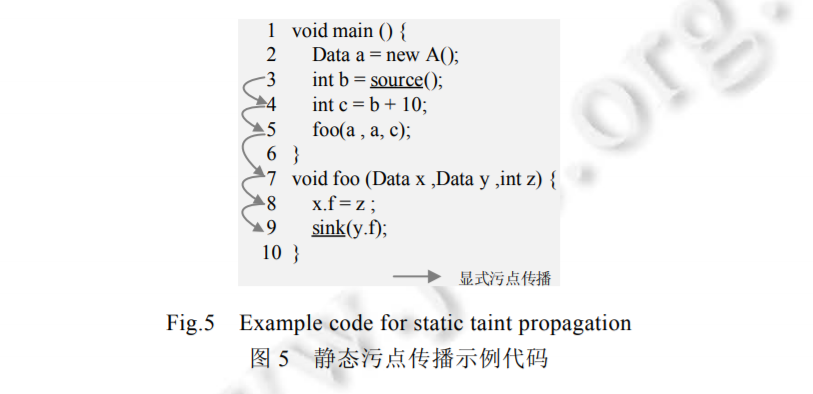 1 void main () {
2 Data a = new A();
3 int b = source();
4 int c = b + 10;
5 foo(a , a, c);
6 }
7 void foo (Data x ,Data y ,int z) {
8 x.f = z ;
9 sink(y.f);
10 }
显式污点传播
Fig.5 Example code for static taint propagation
图 5 静态污点传播示例代码